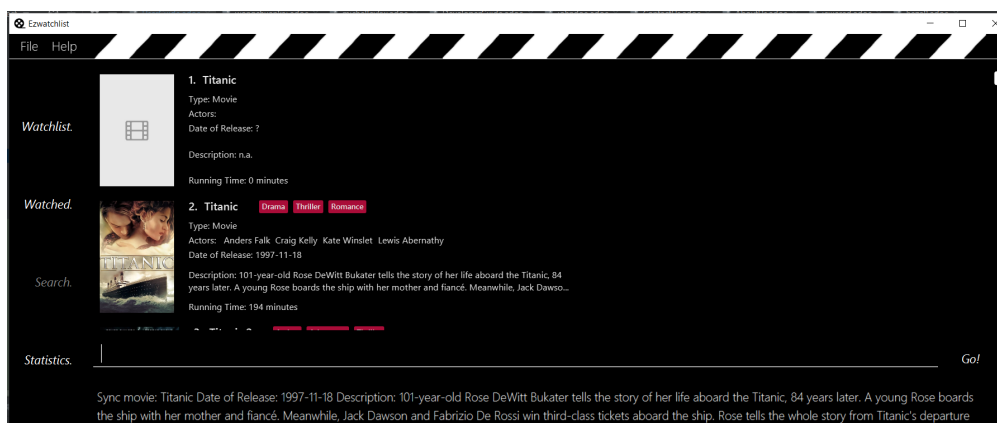 Ezwatchlist
File Help
1. Titanic
Type: Movie
Actors:
Date of Release: ?
Watchlist.
Description: n.a.
Running Time: 0 minutes
Watched.
2. Titanic Drama Thriller Romance
Type: Movie
Actors: Anders Falk Craig Kelly Kate Winslet Lewis Abernathy
Date of Release: 1997-11-18
TITANIC
Search.
Description: 101-year-old Rose DeWitt Bukater tells the story of her life aboard the Titanic, 84
years later. A young Rose boards the ship with her mother and fiancé. Meanwhile, Jack Dawso...
Running Time: 194 minutes
Statistics.
Go!
Sync movie: Titanic Date of Release: 1997-11-18 Description: 101-year-old Rose DeWitt Bukater tells the story of her life aboard the Titanic, 84 years later. A young Rose boards
the ship with her mother and fiancé. Meanwhile, Jack Dawson and Fabrizio De Rossi win third-class tickets aboard the ship. Rose tells the whole story from Titanic's departure